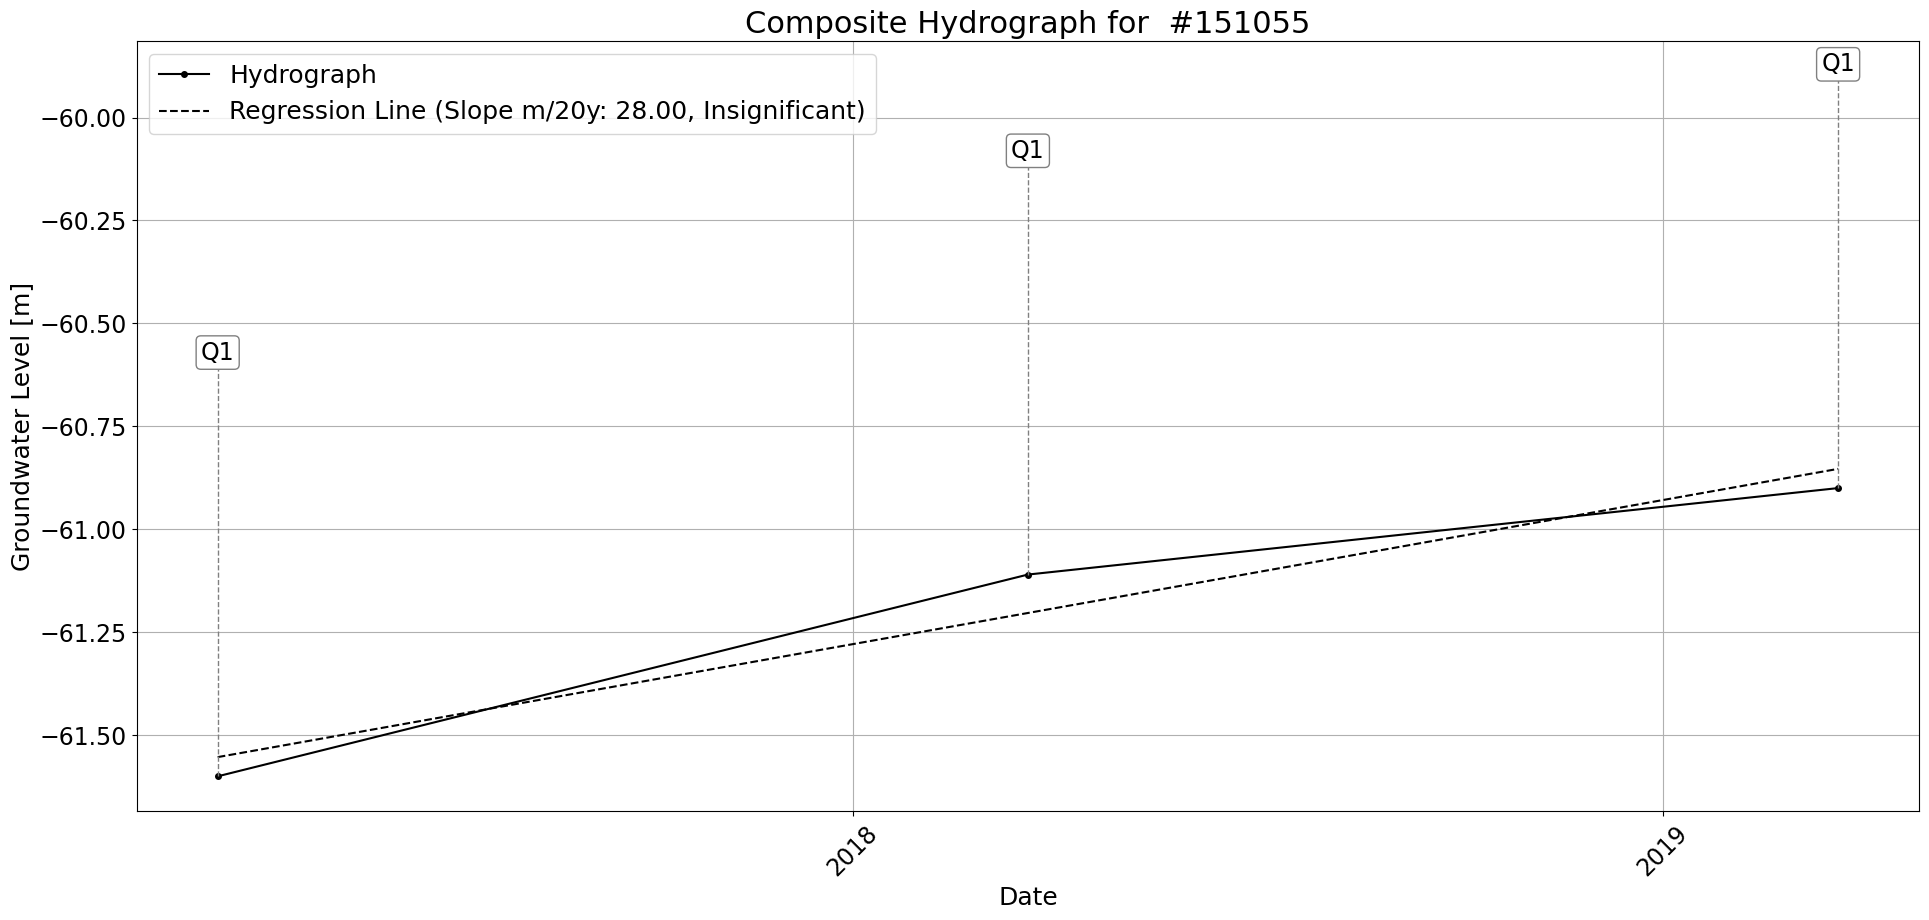 Composite Hydrograph for  #151055
Hydrograph
Regression Line (Slope m/20y: 28.00, Insignificant)
Q1
Q1
Q1
Groundwater Level [m]
−60.00
−60.25
−60.50
−60.75
−61.00
−61.25
−61.50
2018
2019
Date